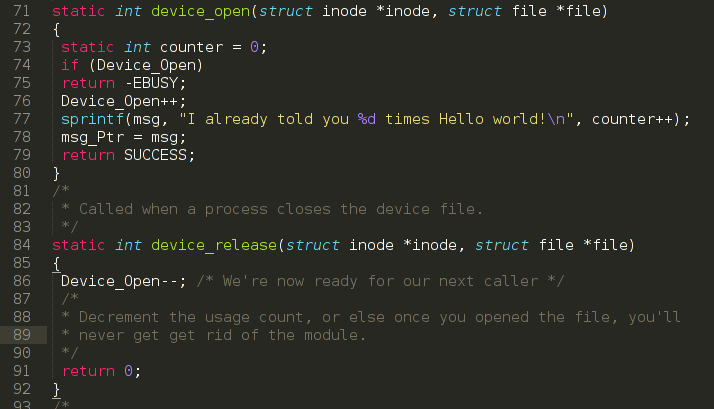 71 static int device_open(struct inode *inode, struct file *file)
72 {
73 static int counter = 0;
74 if (Device_Open)
75 return -EBUSY;
76 Device_Open++;
77 sprintf(msg, "I already told you %d times Hello world!\n", counter++);
78 msg_Ptr = msg;
79 return SUCCESS;
80 }
81 /*
82 * Called when a process closes the device file.
83 */
84 static int device_release(struct inode *inode, struct file *file)
85 {
86 Device_Open--; /* We're now ready for our next caller */
87 /*
88 * Decrement the usage count, or else once you opened the file, you'll
89 * never get get rid of the module.
90 */
91 return 0;
92 }
93 /*